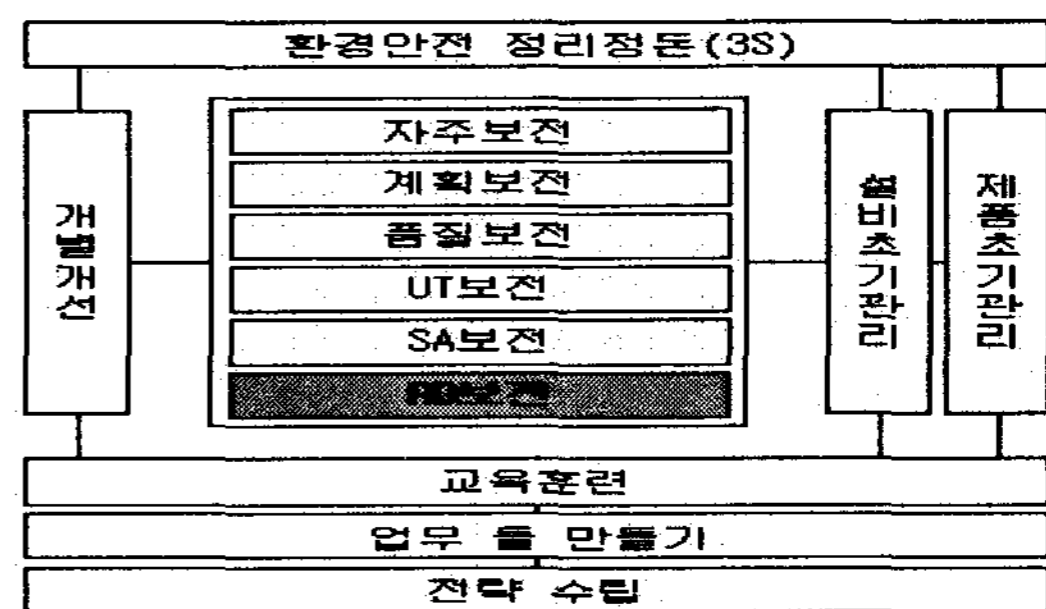 환경안전 정리정돈(3S)
자주보전
계획보전
품질보전
UT보전
SA보전
보전
개별개선
설비초기관리
제품초기관리
교육훈련
업무 틀 만들기
전략 수립